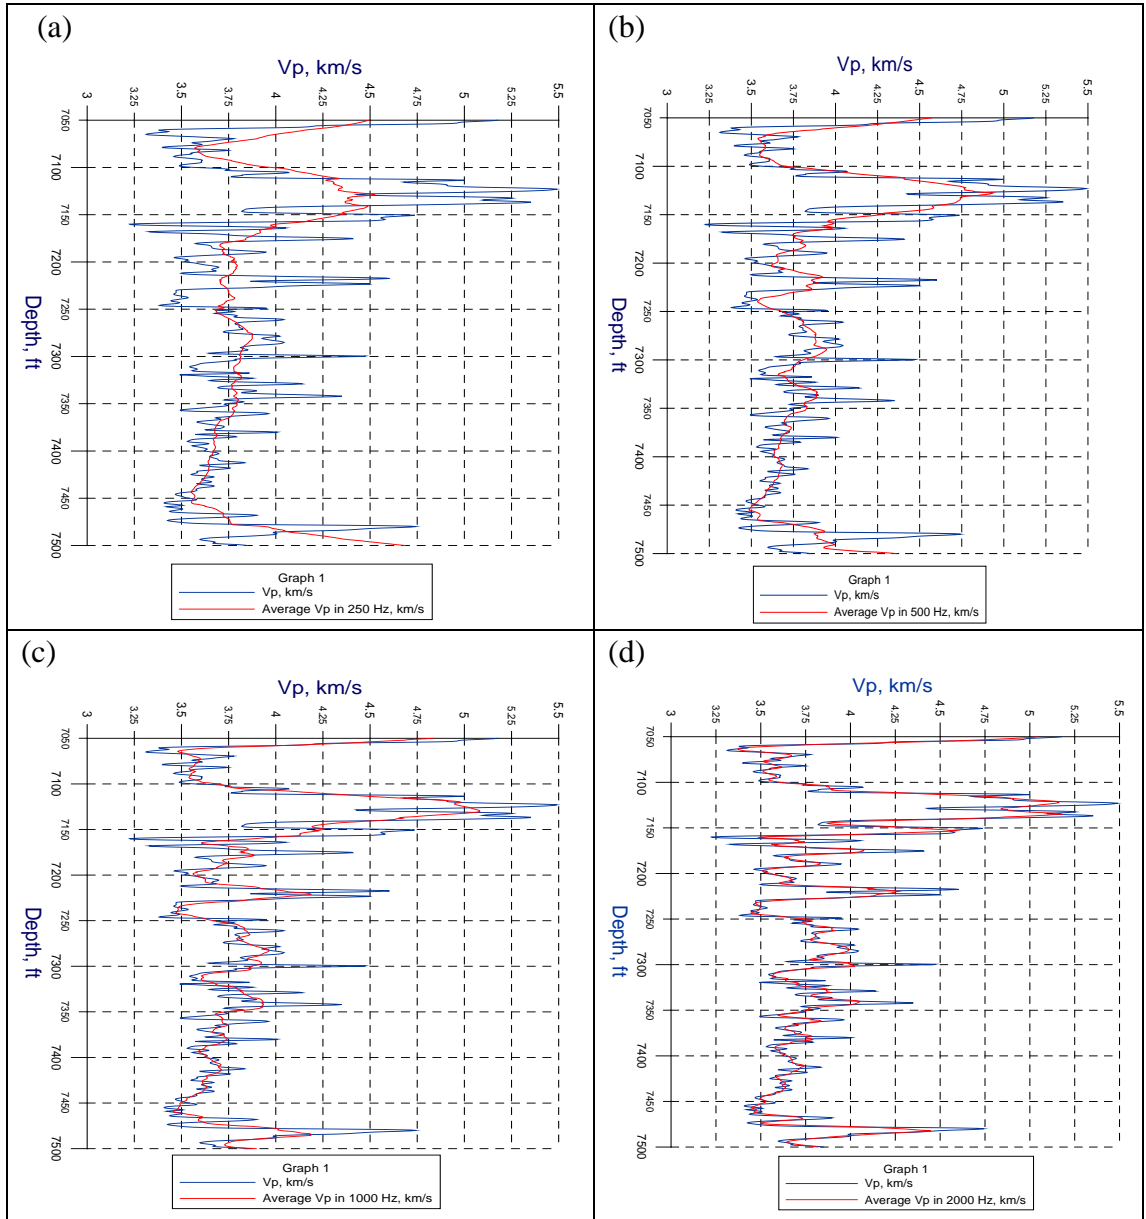 (a)
Vp, km/s
3 3.25 3.5 3.75 4 4.25 4.5 4.75 5 5.25 5.5
7050
7100
7150
7200
7250
7300
7350
7400
7450
7500
Depth, ft
Graph 1
Vp, km/s
Average Vp in 250 Hz, km/s
(b)
Vp, km/s
3 3.25 3.5 3.75 4 4.25 4.5 4.75 5 5.25 5.5
7050
7100
7150
7200
7250
7300
7350
7400
7450
7500
Depth, ft
Graph 1
Vp, km/s
Average Vp in 500 Hz, km/s
(c)
Vp, km/s
3 3.25 3.5 3.75 4 4.25 4.5 4.75 5 5.25 5.5
7050
7100
7150
7200
7250
7300
7350
7400
7450
7500
Depth, ft
Graph 1
Vp, km/s
Average Vp in 1000 Hz, km/s
(d)
Vp, km/s
3 3.25 3.5 3.75 4 4.25 4.5 4.75 5 5.25 5.5
7050
7100
7150
7200
7250
7300
7350
7400
7450
7500
Depth, ft
Graph 1
Vp, km/s
Average Vp in 2000 Hz, km/s